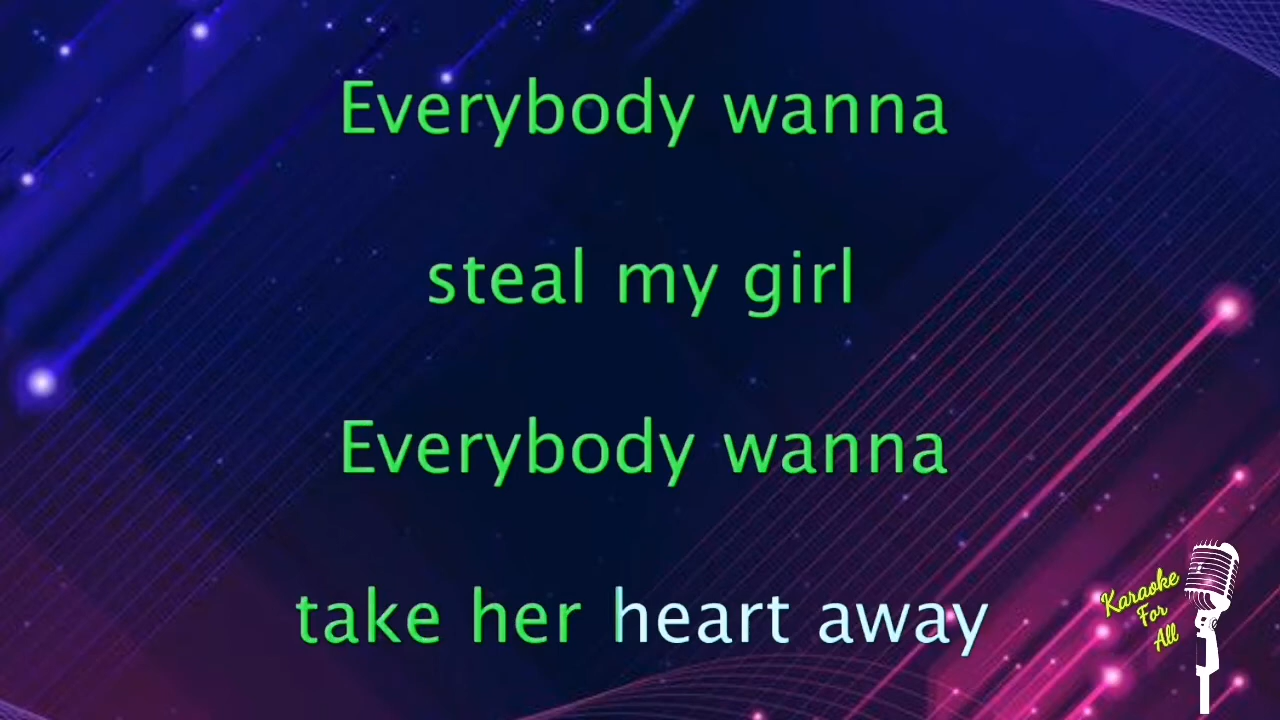 Everybody wanna
steal my girl
Everybody wanna
take her heart away
Karaoke
For
All